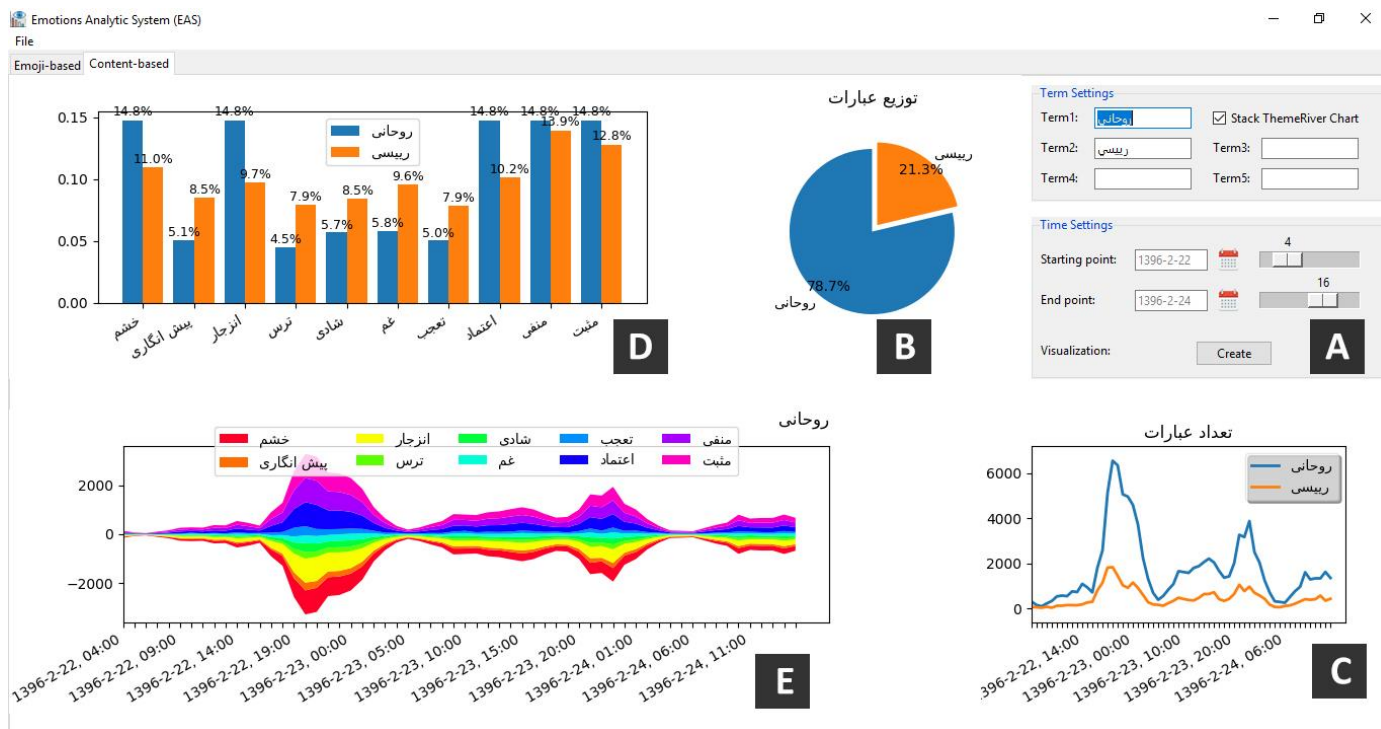 Emotions Analytic System (EAS)
File
Emoji-based Content-based
14.8% 14.8% 14.8% 14.8% 14.8%
11.0% 8.5% 9.7% 7.9% 8.5% 9.6% 7.9% 10.2% 13.9% 12.8%
5.1% 4.5% 5.7% 5.8% 5.0%
0.15
0.10
0.05
0.00
روحانی
رییسی
خشم
پیش انگاری
انزجار
ترس
شادی
غم
تعجب
اعتماد
منفی
مثبت
D
توزیع عبارات
رییسی
21.3%
78.7%
روحانی
B
Term Settings
Term1: روحانی Stack ThemeRiver Chart
Term2: رییسی Term3:
Term4: Term5:
Time Settings
4
Starting point: 1396-2-22
16
End point: 1396-2-24
Visualization: Create
A
روحانی
خشم انزجار شادی تعجب منفی
پیش انگاری ترس غم اعتماد مثبت
2000
0
−2000
1396-2-22, 04:00
1396-2-22, 09:00
1396-2-22, 14:00
1396-2-22, 19:00
1396-2-23, 00:00
1396-2-23, 05:00
1396-2-23, 10:00
1396-2-23, 15:00
1396-2-23, 20:00
1396-2-24, 01:00
1396-2-24, 06:00
1396-2-24, 11:00
E
تعداد عبارات
روحانی
رییسی
6000
4000
2000
0
396-2-22, 14:00
1396-2-23, 00:00
1396-2-23, 10:00
1396-2-23, 20:00
1396-2-24, 06:00
C